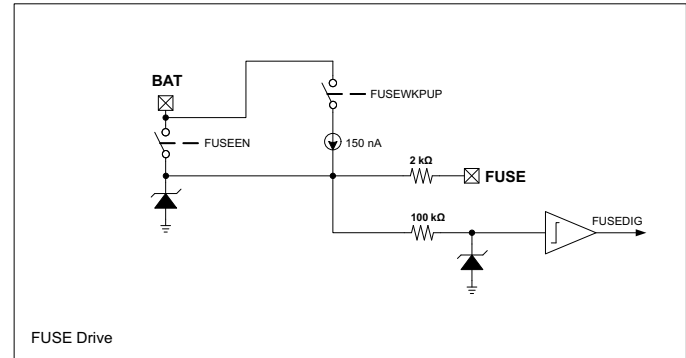 BAT
FUSEWKPUP
FUSEEN
150 nA
2 kΩ
FUSE
100 kΩ
FUSEDIG
FUSE Drive